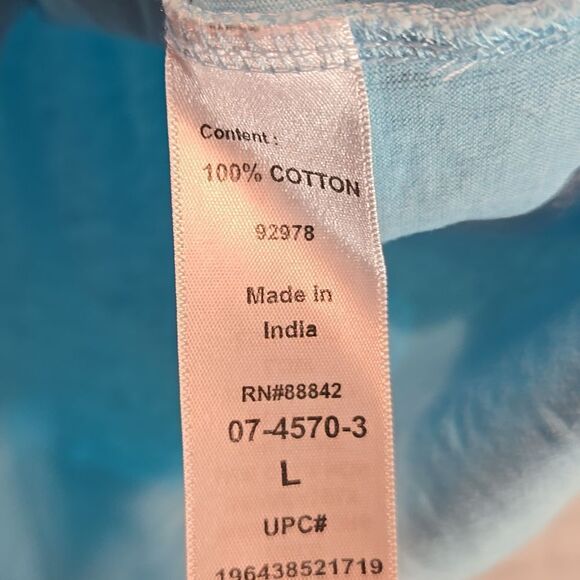 Content :
100% COTTON
92978
Made in
India
RN#88842
07-4570-3
L
UPC#
196438521719